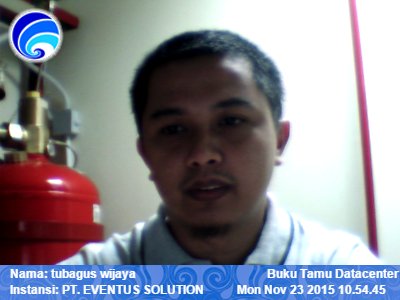 Nama: tubagus wijaya Buku Tamu Datacenter
Instansi: PT. EVENTUS SOLUTION Mon Nov 23 2015 10.54.45